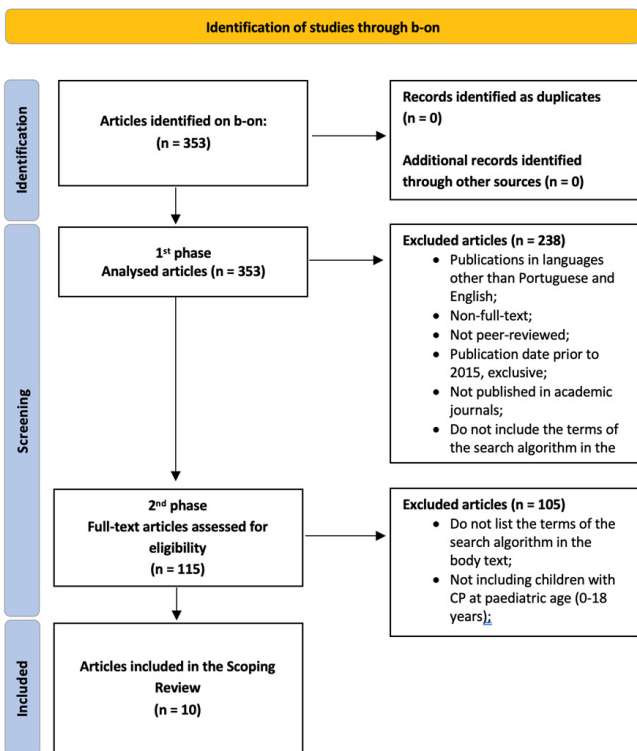 Identification of studies through b-on
Identification
Articles identified on b-on:
(n = 353)
Records identified as duplicates
(n = 0)
Additional records identified
through other sources (n = 0)
Screening
1st phase
Analysed articles (n = 353)
Excluded articles (n = 238)
• Publications in languages
other than Portuguese and
English;
• Non-full-text;
• Not peer-reviewed;
• Publication date prior to
2015, exclusive;
• Not published in academic
journals;
• Do not include the terms of
the search algorithm in the
2nd phase
Full-text articles assessed for
eligibility
(n = 115)
Excluded articles (n = 105)
• Do not list the terms of the
search algorithm in the
body text;
• Not including children with
CP at paediatric age (0-18
years);
Included
Articles included in the Scoping
Review
(n = 10)